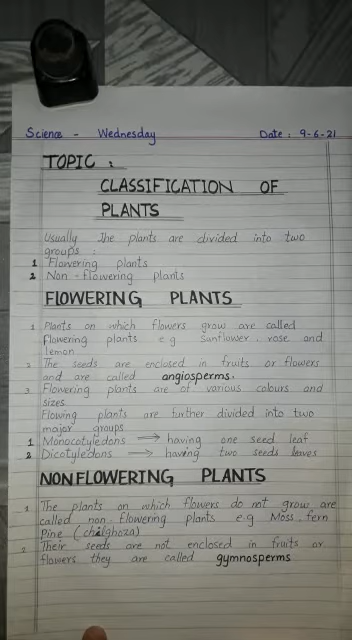 Science - Wednesday Date : 9-6-21
TOPIC :
CLASSIFICATION OF
PLANTS
Usually the plants are divided into two
groups :
1 Flowering plants
2 Non-flowering plants
FLOWERING PLANTS
1 Plants on which flowers grow are called
flowering plants e.g Sunflower, rose and
lemon
2 The seeds are enclosed in fruits or flowers
and are called angiosperms.
3 Flowering plants are of various colours and
sizes
Flowing plants are further divided into two
major groups
1 Monocotyledons ⟶ having one seed leaf
2 Dicotyledons ⟶ having two seeds leaves
NONFLOWERING PLANTS
1 The plants on which flowers do not grow are
called non-flowering plants e.g Moss, fern
Pine (chilghoza)
2 Their seeds are not enclosed in fruits or
flowers they are called gymnosperms